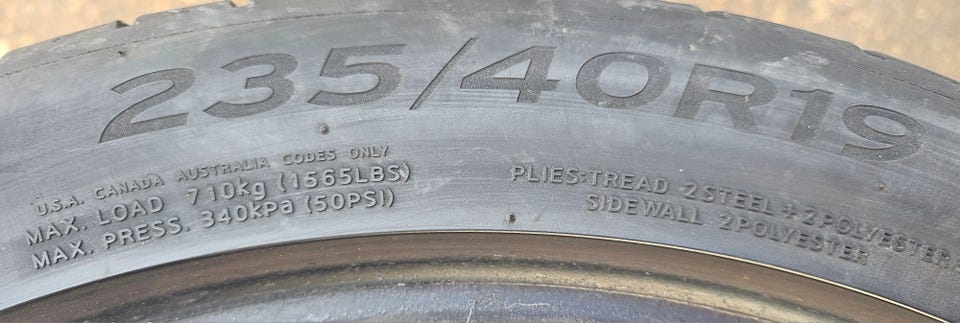 235/40R19
U.S.A. CANADA AUSTRALIA CODES ONLY
MAX. LOAD 710kg (1565LBS)
MAX. PRESS. 340kPa (50PSI)
PLIES:TREAD 2STEEL + 2POLYESTER
SIDEWALL 2POLYESTER